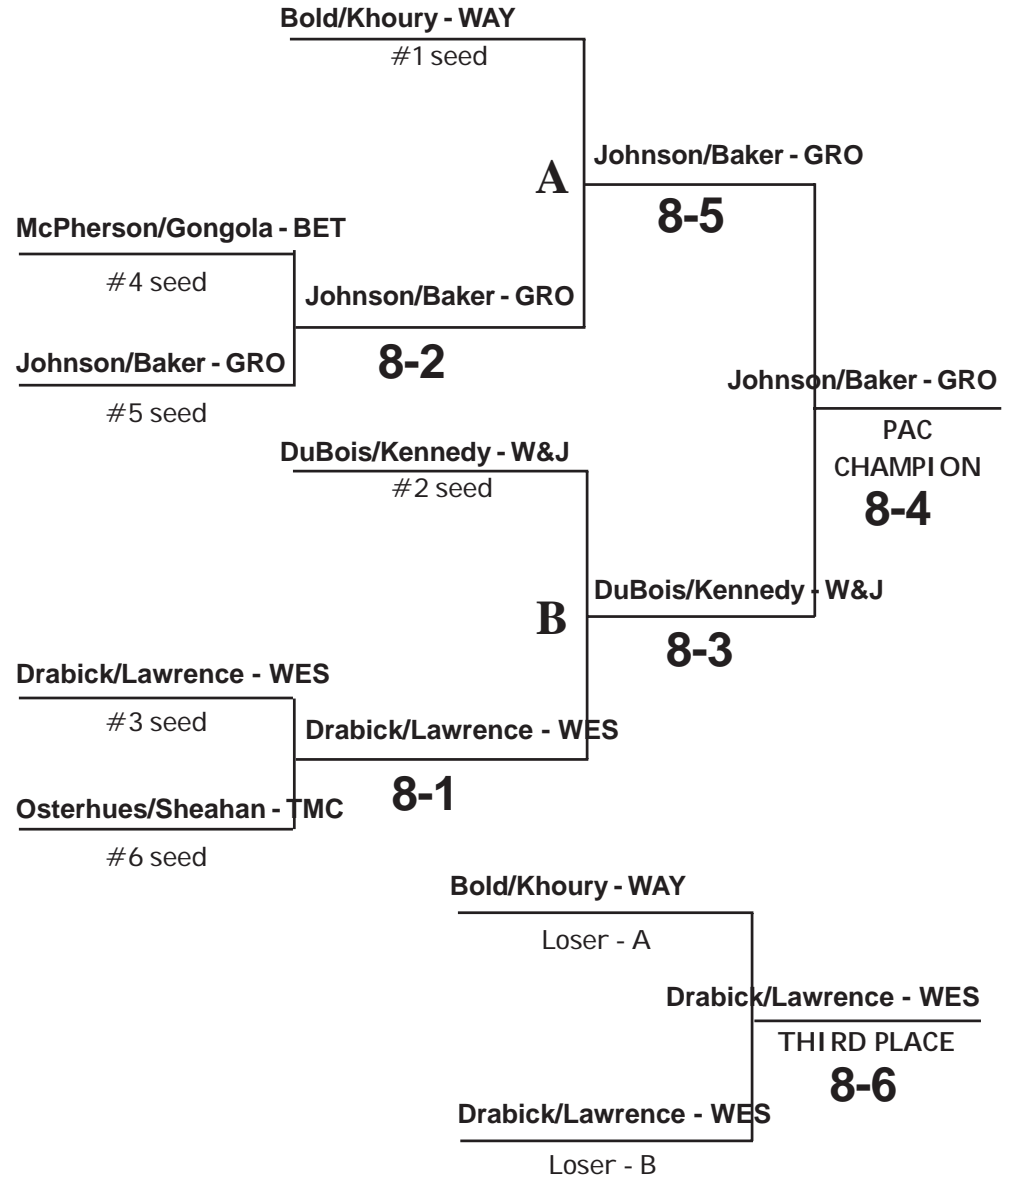 Bold/Khoury - WAY
#1 seed
Johnson/Baker - GRO
A
8-5
McPherson/Gongola - BET
#4 seed
Johnson/Baker - GRO
8-2
Johnson/Baker - GRO
#5 seed
Johnson/Baker - GRO
PAC
CHAMPION
8-4
DuBois/Kennedy - W&J
#2 seed
DuBois/Kennedy - W&J
B
8-3
Drabick/Lawrence - WES
#3 seed
Drabick/Lawrence - WES
8-1
Osterhues/Sheahan - TMC
#6 seed
Bold/Khoury - WAY
Loser - A
Drabick/Lawrence - WES
THIRD PLACE
8-6
Drabick/Lawrence - WES
Loser - B